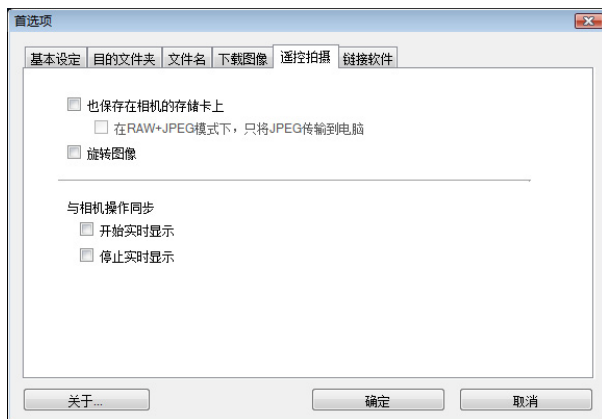 首选项
基本设定 目的文件夹 文件名 下载图像 遥控拍摄 链接软件
也保存在相机的存储卡上
在RAW+JPEG模式下，只将JPEG传输到电脑
旋转图像
与相机操作同步
开始实时显示
停止实时显示
关于... 确定 取消